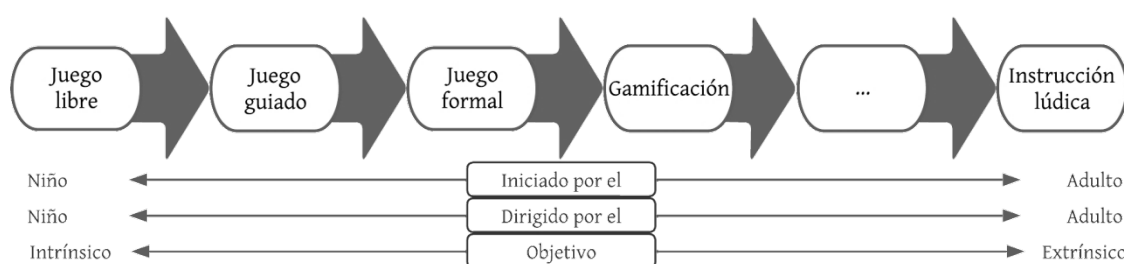 Juego
libre
Juego
guiado
Juego
formal
Gamificación
...
Instrucción
lúdica
Niño Iniciado por el Adulto
Niño Dirigido por el Adulto
Intrínsico Objetivo Extrínsico